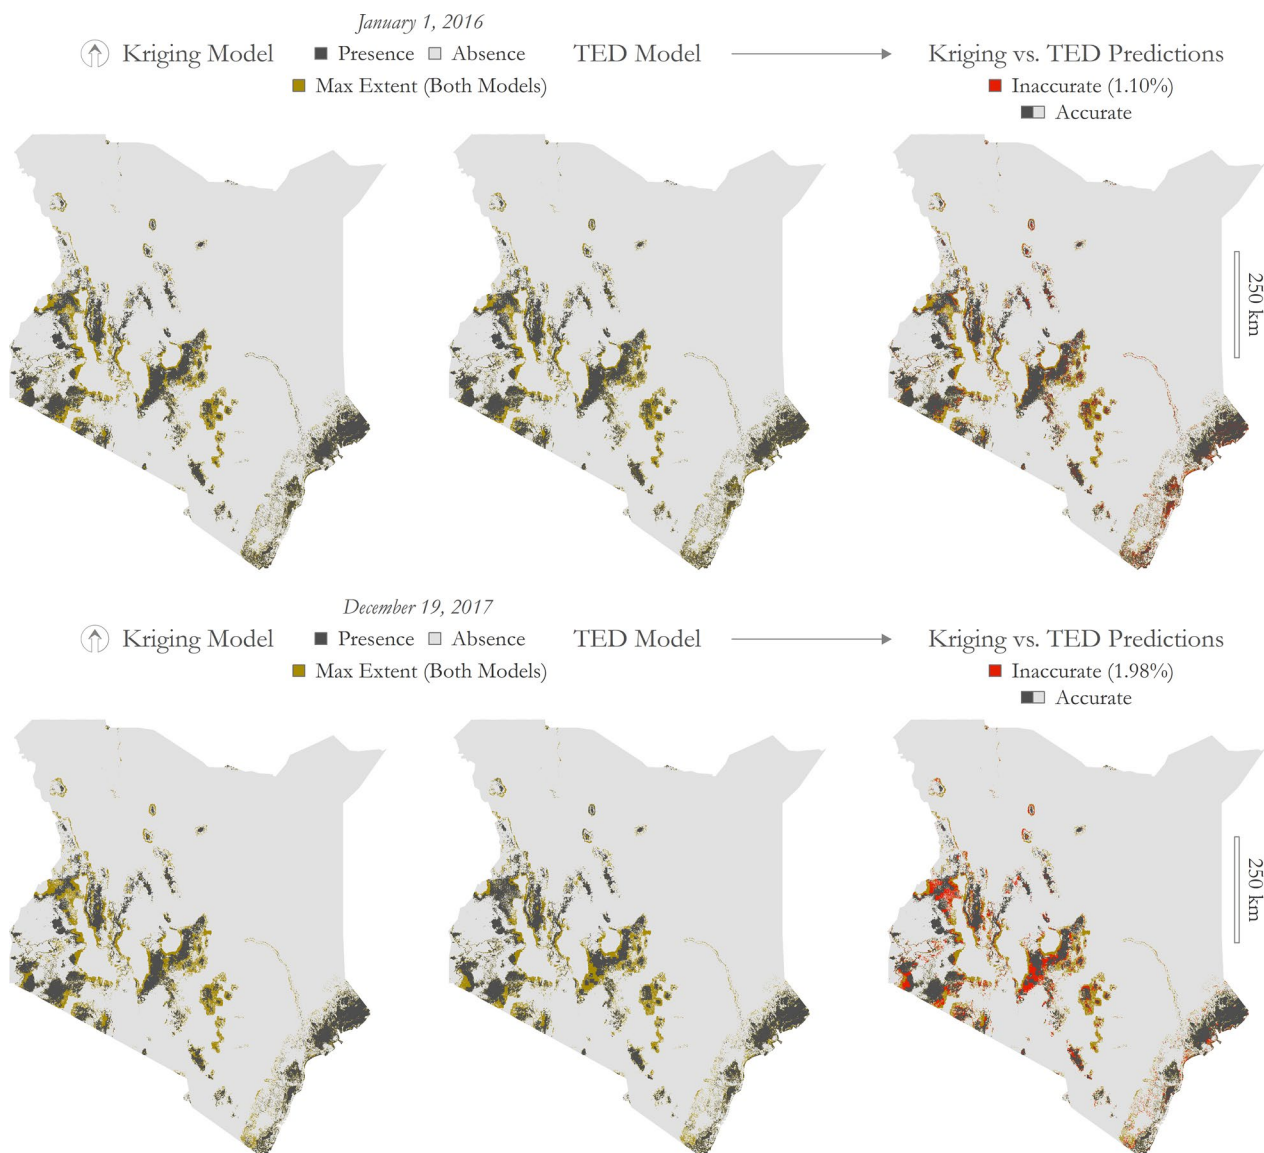 January 1, 2016
Kriging Model Presence Absence TED Model Kriging vs. TED Predictions
Max Extent (Both Models) Inaccurate (1.10%)
Accurate
250 km
December 19, 2017
Kriging Model Presence Absence TED Model Kriging vs. TED Predictions
Max Extent (Both Models) Inaccurate (1.98%)
Accurate
250 km